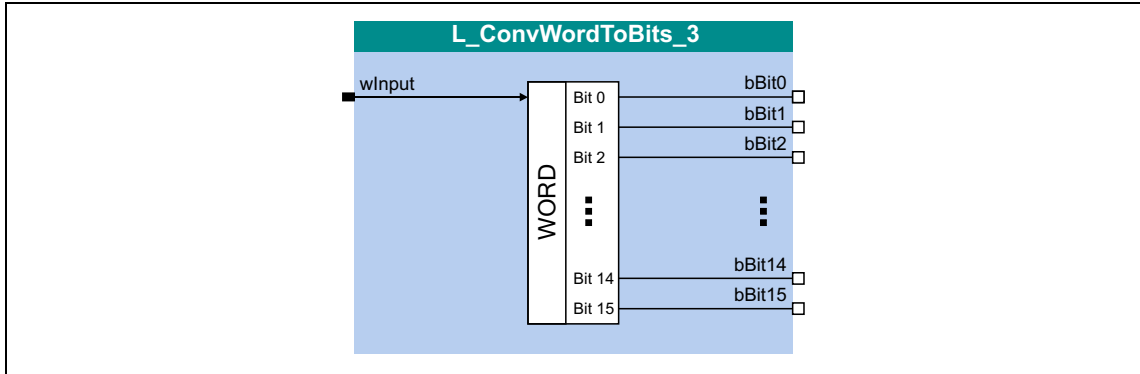 L_ConvWordToBits_3
wInput
WORD
Bit 0
bBit0
Bit 1
bBit1
Bit 2
bBit2
Bit 14
bBit14
Bit 15
bBit15